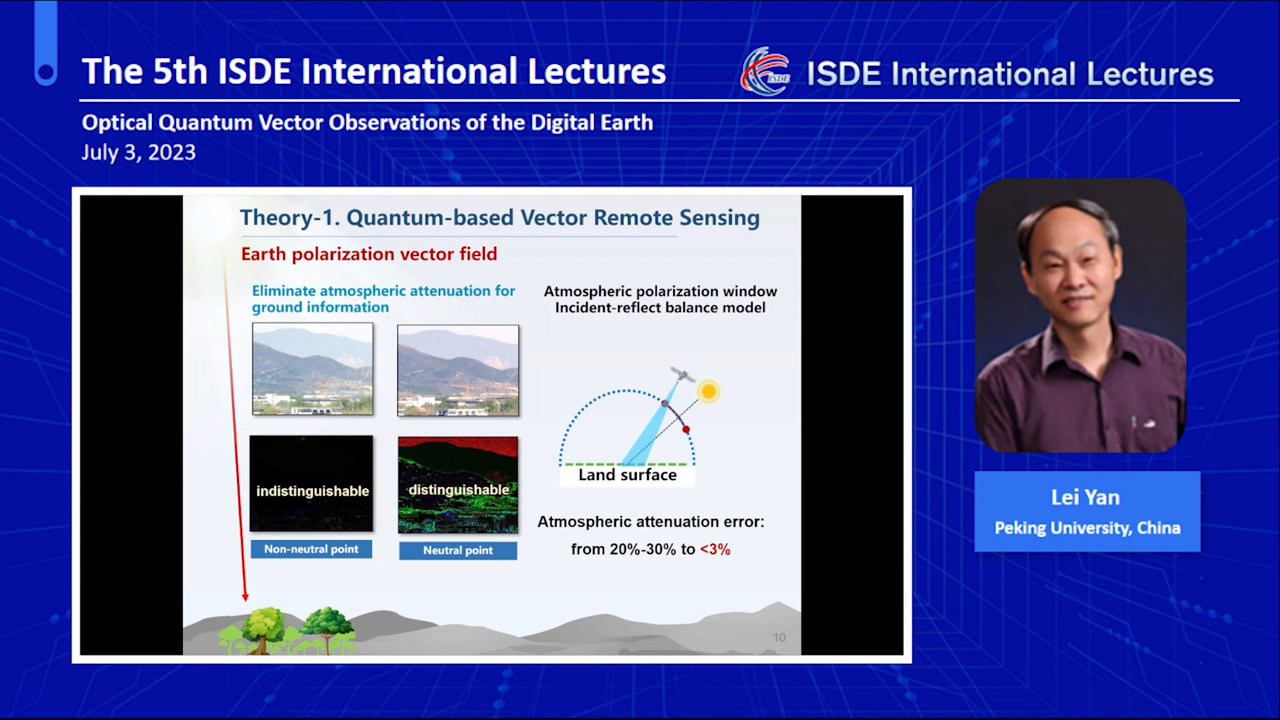 The 5th ISDE International Lectures
ISDE
ISDE International Lectures
Optical Quantum Vector Observations of the Digital Earth
July 3, 2023
Theory-1. Quantum-based Vector Remote Sensing
Earth polarization vector field
Eliminate atmospheric attenuation for
ground information
Atmospheric polarization window
Incident-reflect balance model
indistinguishable
distinguishable
Non-neutral point
Neutral point
Land surface
Atmospheric attenuation error:
from 20%-30% to <3%
10
Lei Yan
Peking University, China